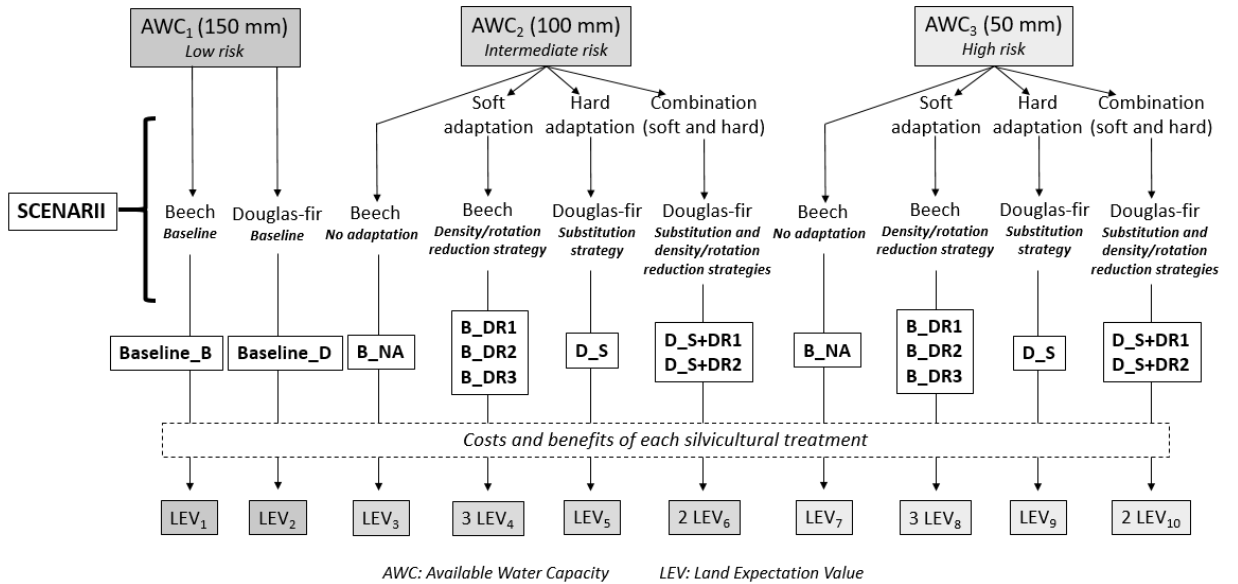 AWC₁ (150 mm)
Low risk
AWC₂ (100 mm)
Intermediate risk
AWC₃ (50 mm)
High risk
Soft
adaptation
Hard
adaptation
Combination
(soft and hard)
Soft
adaptation
Hard
adaptation
Combination
(soft and hard)
SCENARII
Beech
Baseline
Douglas-fir
Baseline
Beech
No adaptation
Beech
Density/rotation
reduction strategy
Douglas-fir
Substitution
strategy
Douglas-fir
Substitution and
density/rotation
reduction strategies
Beech
No adaptation
Beech
Density/rotation
reduction strategy
Douglas-fir
Substitution
strategy
Douglas-fir
Substitution and
density/rotation
reduction strategies
Baseline_B
Baseline_D
B_NA
B_DR1
B_DR2
B_DR3
D_S
D_S+DR1
D_S+DR2
B_NA
B_DR1
B_DR2
B_DR3
D_S
D_S+DR1
D_S+DR2
Costs and benefits of each silvicultural treatment
LEV₁
LEV₂
LEV₃
3 LEV₄
LEV₅
2 LEV₆
LEV₇
3 LEV₈
LEV₉
2 LEV₁₀
AWC: Available Water Capacity
LEV: Land Expectation Value